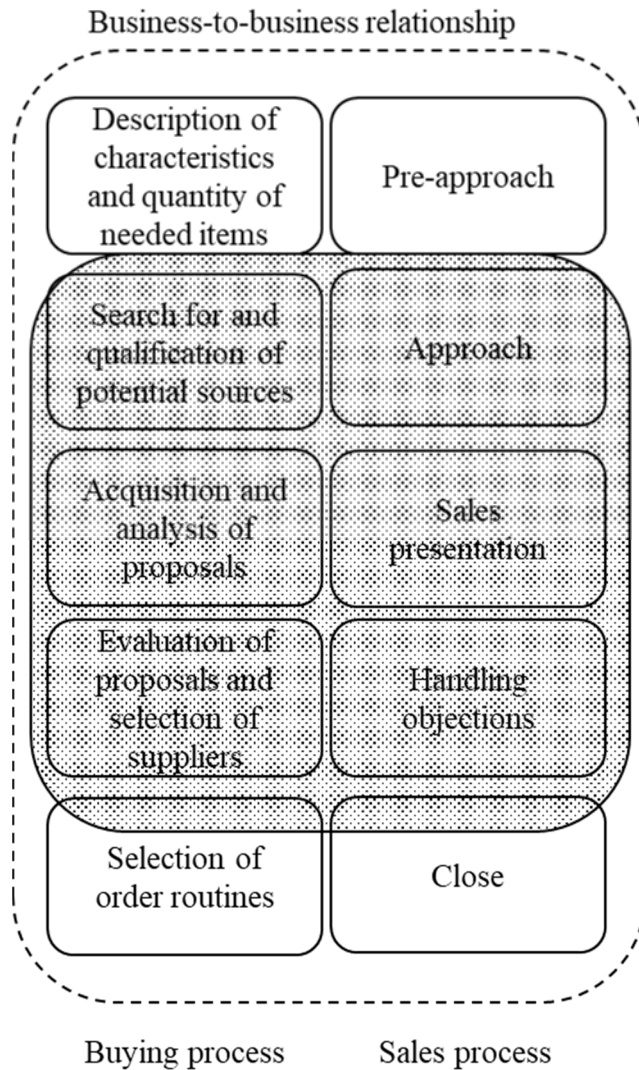 Business-to-business relationship
Description of
characteristics
and quantity of
needed items
Pre-approach
Search for and
qualification of
potential sources
Approach
Acquisition and
analysis of
proposals
Sales
presentation
Evaluation of
proposals and
selection of
suppliers
Handling
objections
Selection of
order routines
Close
Buying process
Sales process